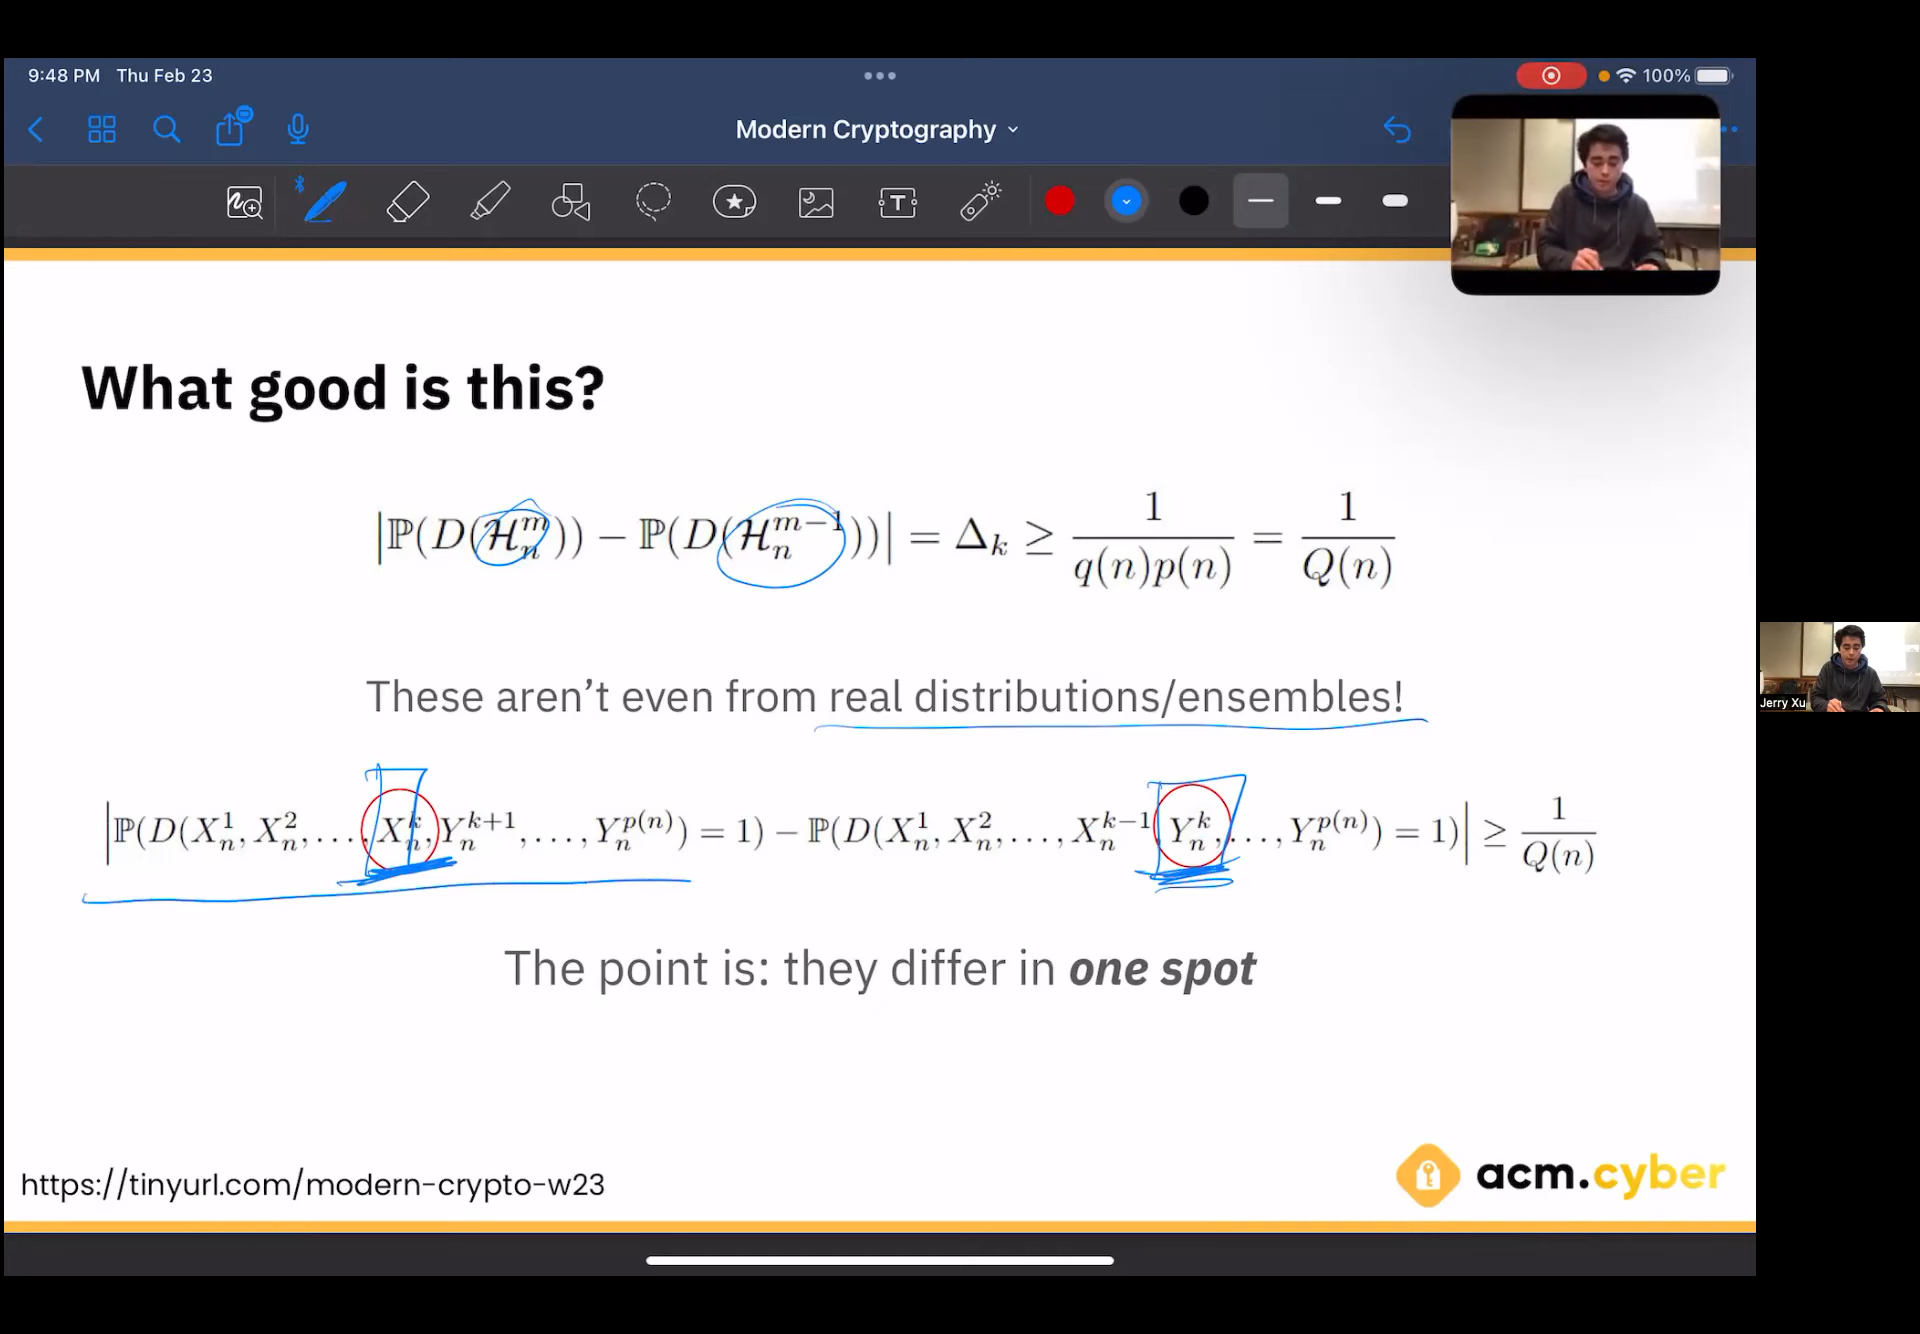 9:48 PM Thu Feb 23
100%
Modern Cryptography
T
What good is this?
|ℙ(D(ℋₙᵐ)) − ℙ(D(ℋₙᵐ⁻¹))| = Δₖ ≥ 1/(q(n)p(n)) = 1/Q(n)
These aren't even from real distributions/ensembles!
Jerry Xu
|ℙ(D(Xₙ¹, Xₙ², …, Xₙᵏ, Yₙᵏ⁺¹, …, Yₙᵖ⁽ⁿ⁾) = 1) − ℙ(D(Xₙ¹, Xₙ², …, Xₙᵏ⁻¹, Yₙᵏ, …, Yₙᵖ⁽ⁿ⁾) = 1)| ≥ 1/Q(n)
The point is: they differ in one spot
https://tinyurl.com/modern-crypto-w23
acm.cyber